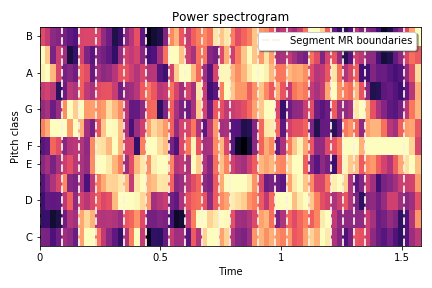 Power spectrogram
Segment MR boundaries
Pitch class
B
A
G
F
E
D
C
0
0.5
1
1.5
Time